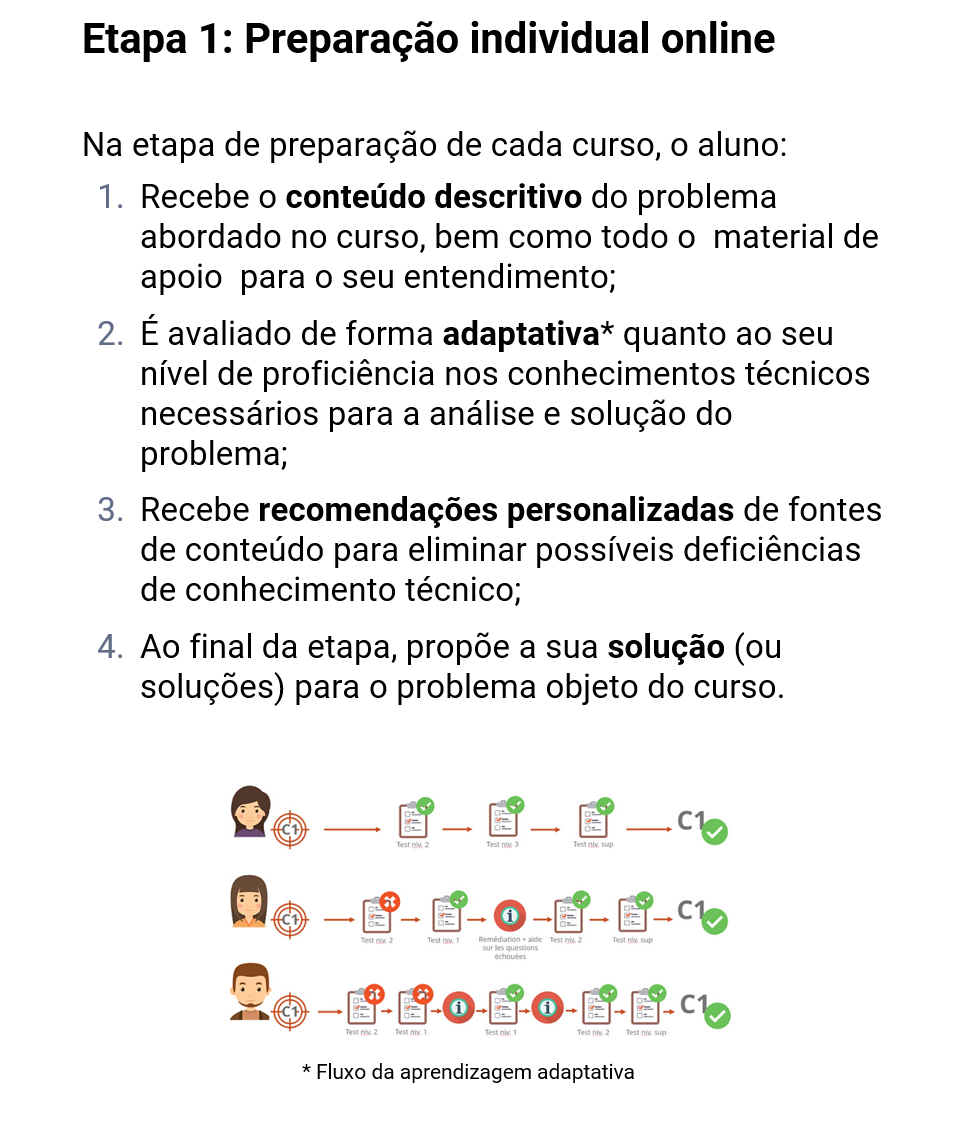 Etapa 1: Preparação individual online
Na etapa de preparação de cada curso, o aluno:
1. Recebe o conteúdo descritivo do problema
abordado no curso, bem como todo o  material de
apoio  para o seu entendimento;
2. É avaliado de forma adaptativa* quanto ao seu
nível de proficiência nos conhecimentos técnicos
necessários para a análise e solução do
problema;
3. Recebe recomendações personalizadas de fontes
de conteúdo para eliminar possíveis deficiências
de conhecimento técnico;
4. Ao final da etapa, propõe a sua solução (ou
soluções) para o problema objeto do curso.
C1 C1
Test niv. 2 Test niv. 3 Test niv. sup
C1 i C1
Test niv. 2 Test niv. 1 Remédiation + aide Test niv. 2 Test niv. sup
sur les questions
échouées
C1 i i C1
Test niv. 2 Test niv. 1 Test niv. 1 Test niv. 2 Test niv. sup
* Fluxo da aprendizagem adaptativa